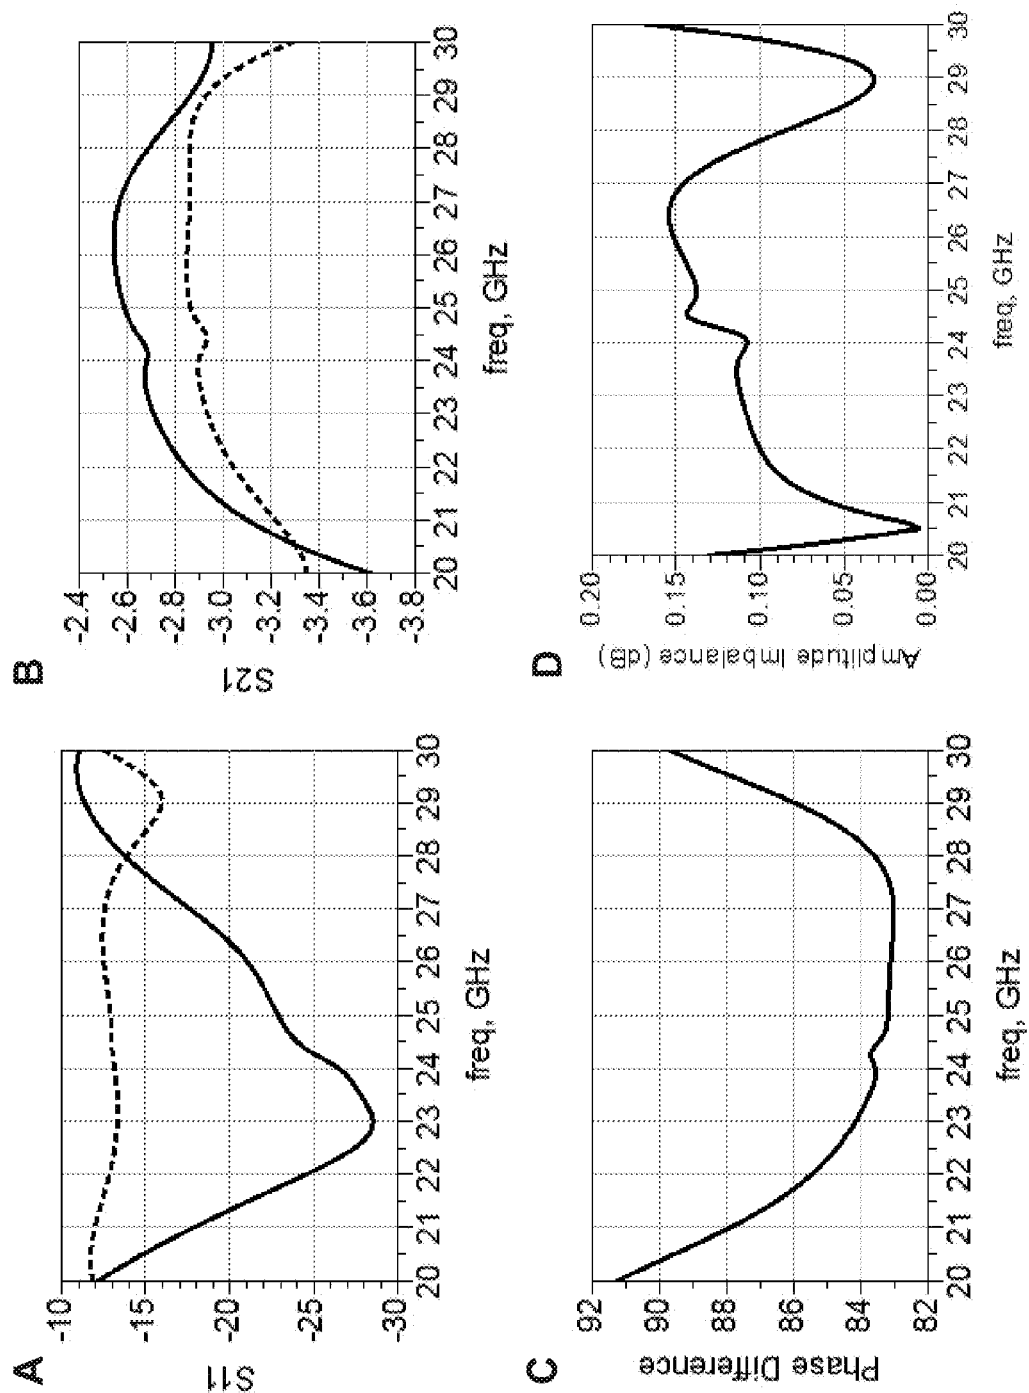 A
S11
-10
-15
-20
-25
-30
20 21 22 23 24 25 26 27 28 29 30
freq, GHz
B
S21
-2.4
-2.6
-2.8
-3.0
-3.2
-3.4
-3.6
-3.8
20 21 22 23 24 25 26 27 28 29 30
freq, GHz
C
Phase Difference
92
90
88
86
84
82
20 21 22 23 24 25 26 27 28 29 30
freq, GHz
D
Amplitude Imbalance (dB)
0.20
0.15
0.10
0.05
0.00
20 21 22 23 24 25 26 27 28 29 30
freq, GHz